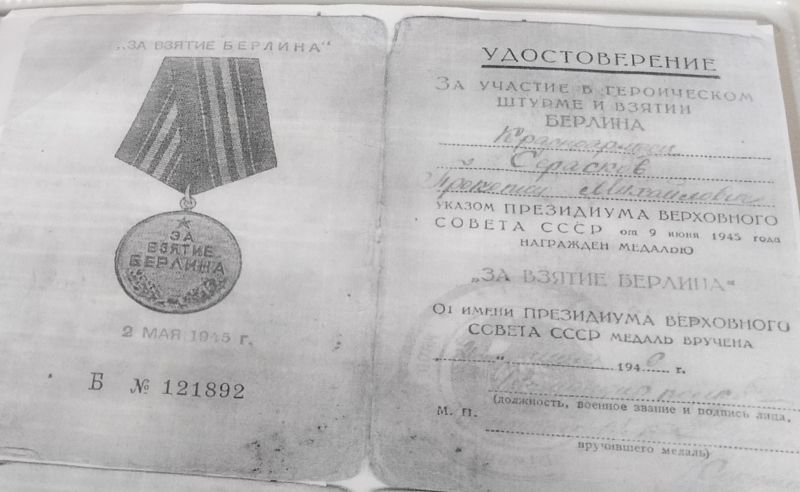 „ЗА ВЗЯТИЕ БЕРЛИНА"
ЗА
ВЗЯТИЕ
БЕРЛИНА
2 МАЯ 1945 г.
Б № 121892
УДОСТОВЕРЕНИЕ
ЗА УЧАСТИЕ В ГЕРОИЧЕСКОМ
ШТУРМЕ И ВЗЯТИИ
БЕРЛИНА
Красноармеец
Сераков
Михайлович
УКАЗОМ ПРЕЗИДИУМА ВЕРХОВНОГО
СОВЕТА СССР от 9 июня 1945 года
НАГРАЖДЕН МЕДАЛЬЮ
„ЗА ВЗЯТИЕ БЕРЛИНА"
ОТ ИМЕНИ ПРЕЗИДИУМА ВЕРХОВНОГО
СОВЕТА СССР МЕДАЛЬ ВРУЧЕНА
194 г.
(должность, военное звание и подпись лица,
М. П.
вручившего медаль)